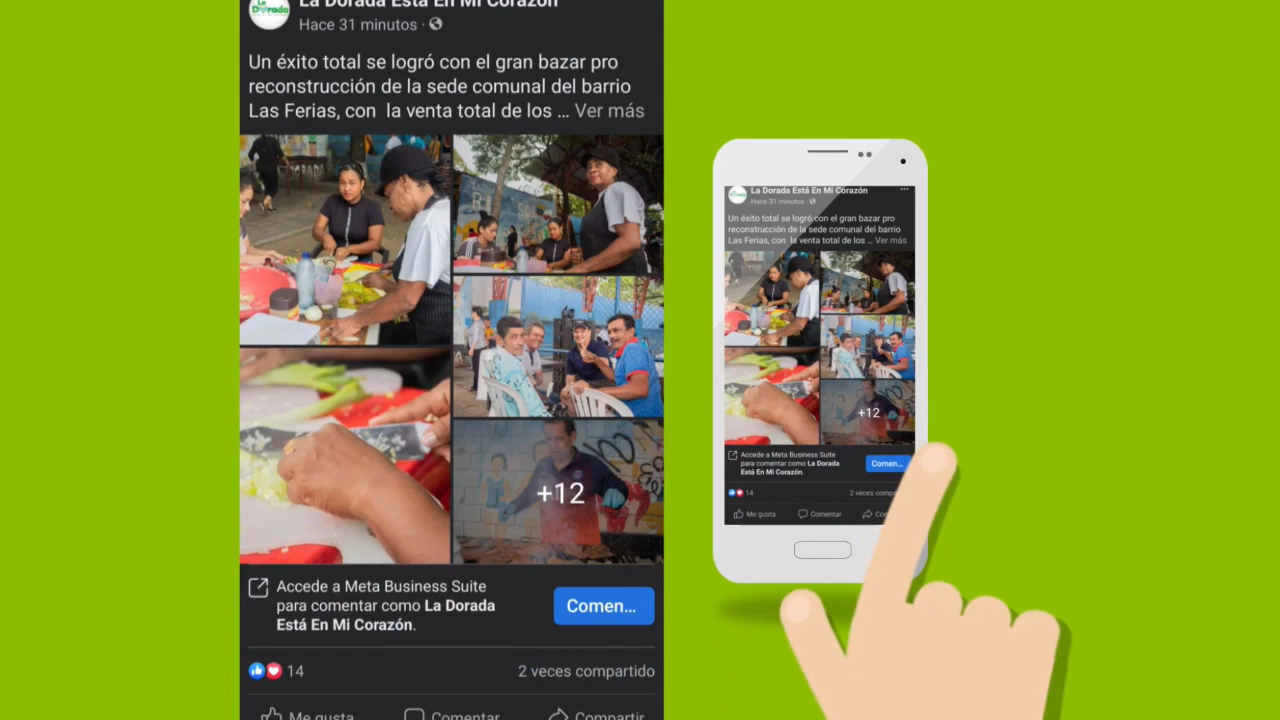 La Dorada
La Dorada Está En Mi Corazón
Hace 31 minutos ·
Un éxito total se logró con el gran bazar pro
reconstrucción de la sede comunal del barrio
Las Ferias, con la venta total de los ... Ver más
+12
Accede a Meta Business Suite
para comentar como La Dorada
Está En Mi Corazón.
Comen...
14
2 veces compartido
Me gusta
Comentar
Compartir
La Dorada Está En Mi Corazón
Hace 31 minutos ·
Un éxito total se logró con el gran bazar pro
reconstrucción de la sede comunal del barrio
Las Ferias, con la venta total de los ... Ver más
+12
Accede a Meta Business Suite
para comentar como La Dorada
Está En Mi Corazón.
Comen...
14
2 veces compa
Me gusta
Comentar
Com